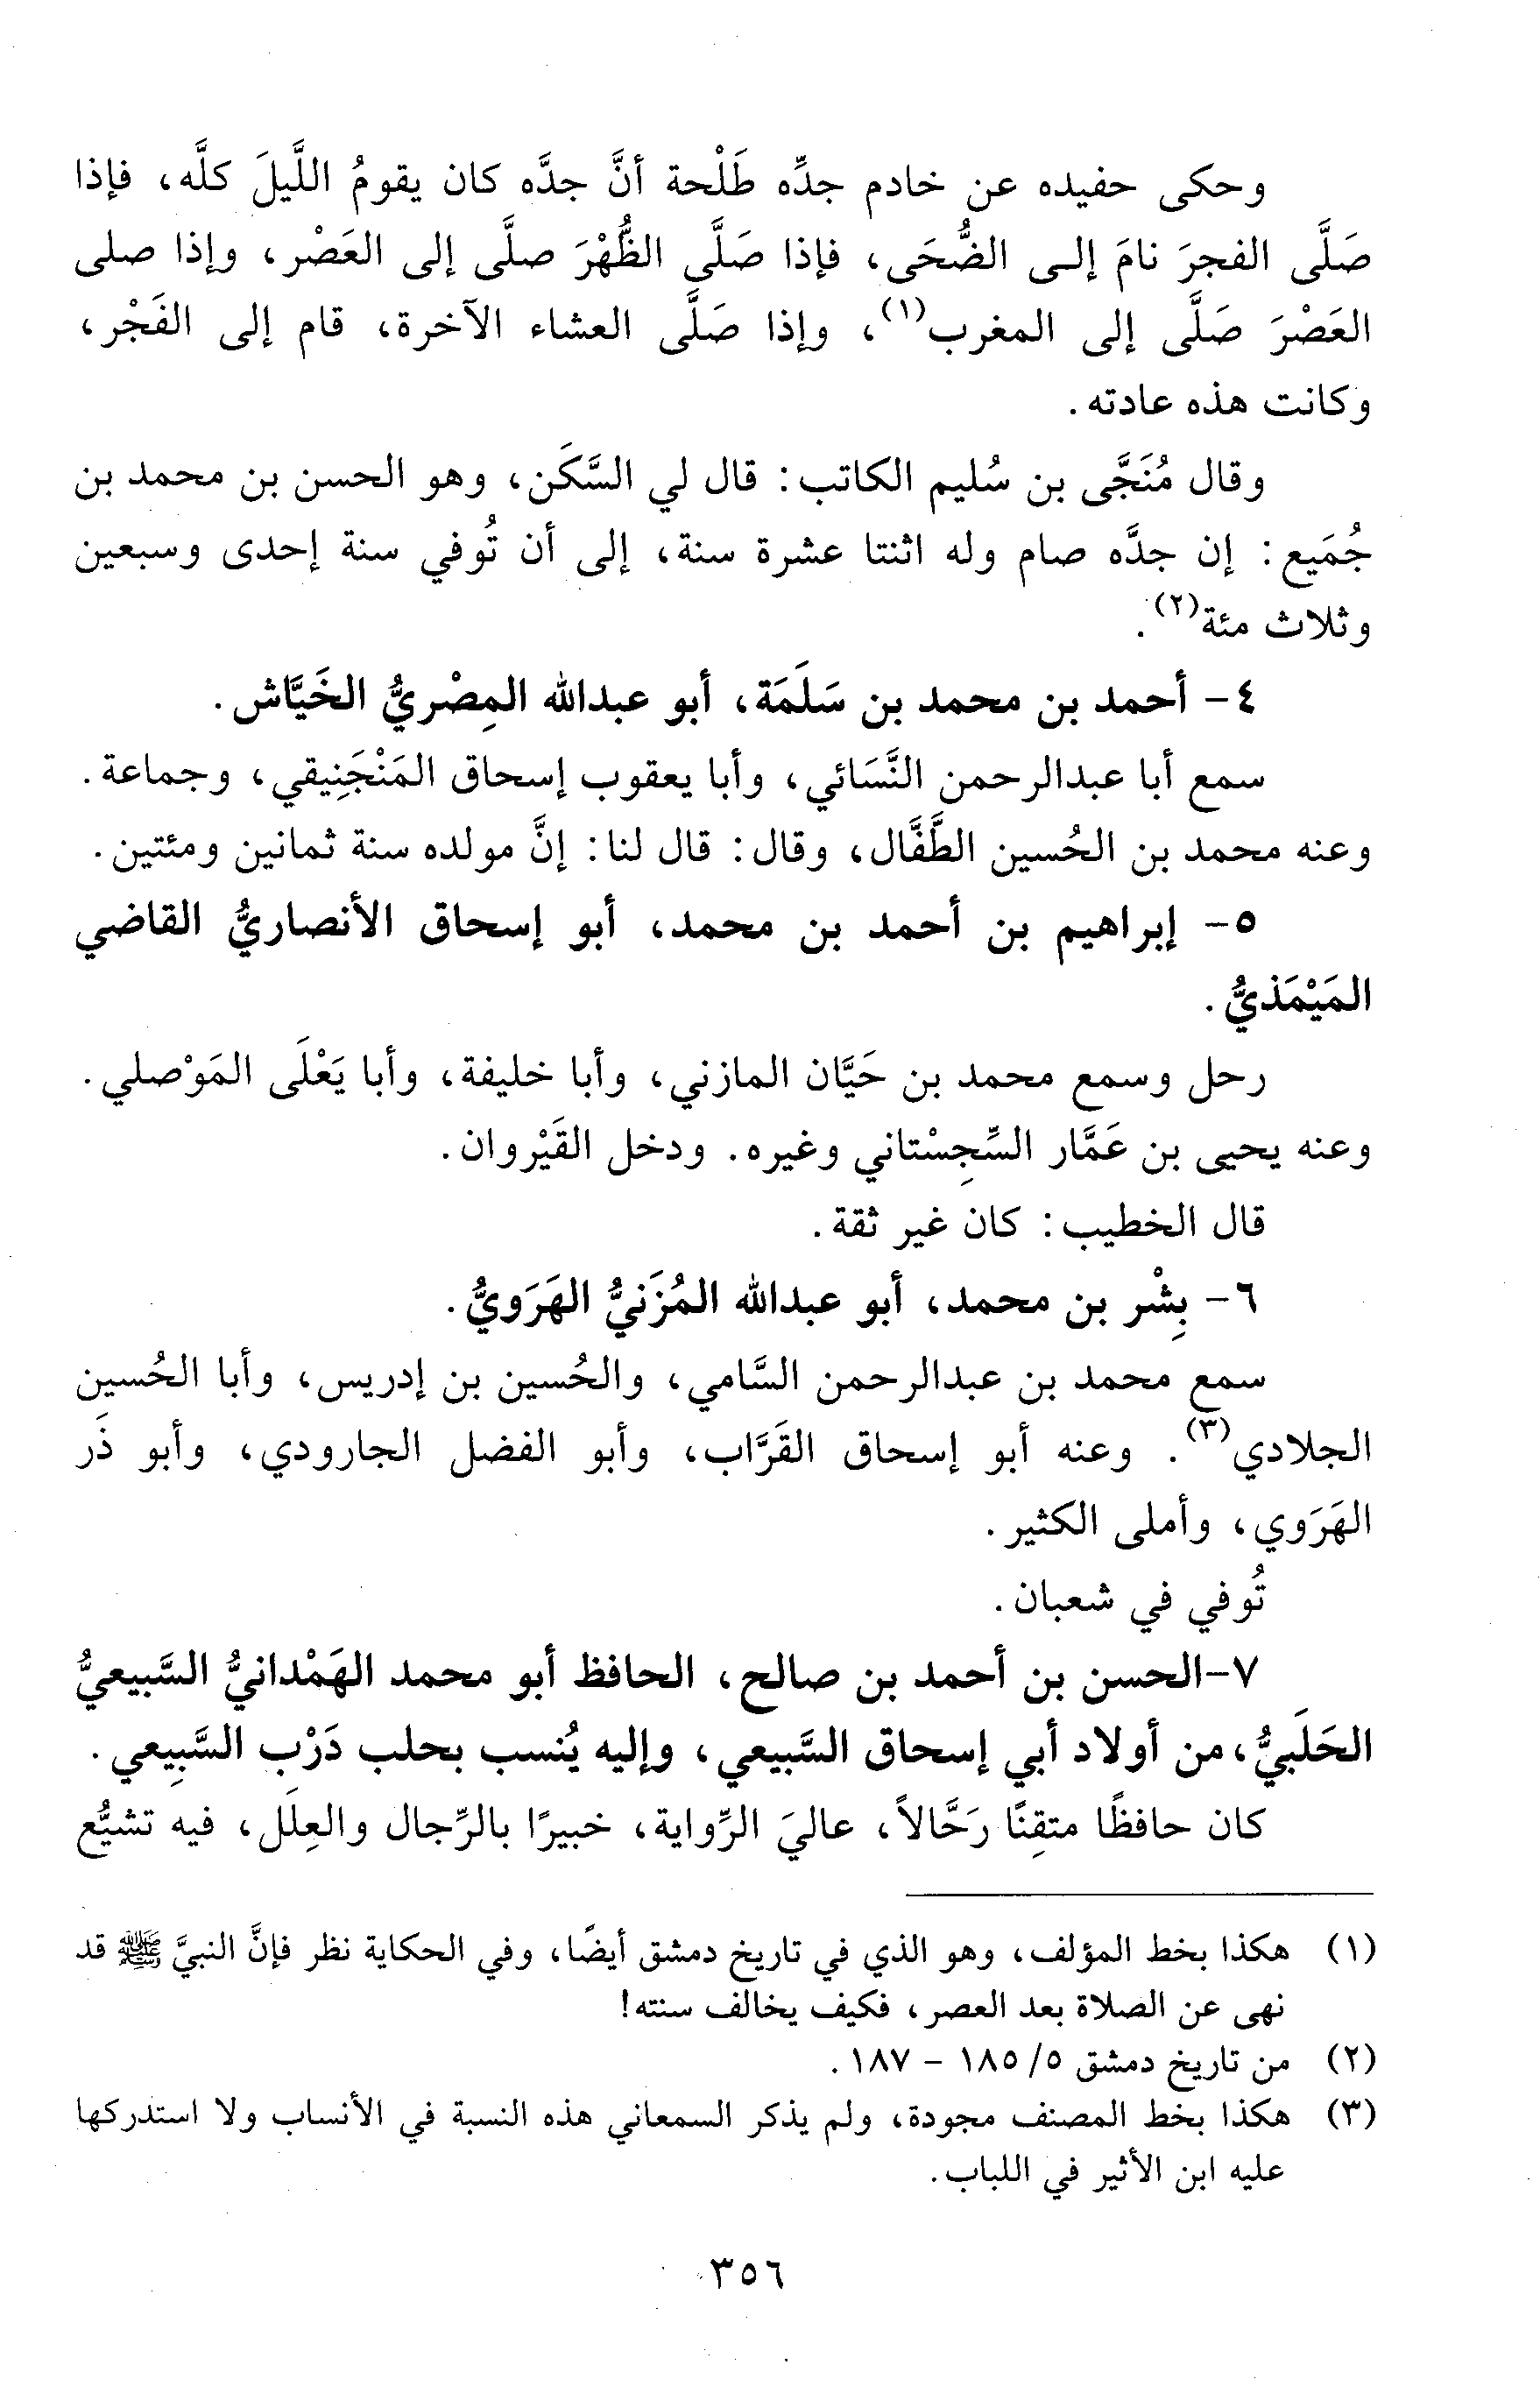 وحكى حفيده عن خادم جدِّه طَلْحة أنَّ جدَّه كان يقومُ اللَّيلَ كلَّه، فإذا
صَلَّى الفجرَ نامَ إلى الضُّحَى، فإذا صَلَّى الظُّهْرَ صلَّى إلى العَصْر، وإذا صلى
العَصْرَ صَلَّى إلى المغرب(١)، وإذا صَلَّى العشاء الآخرة، قام إلى الفَجْر،
وكانت هذه عادته.
وقال مُنَجَّى بن سُليم الكاتب: قال لي السَّكَن، وهو الحسن بن محمد بن
جُمَيع: إن جدَّه صام وله اثنتا عشرة سنة، إلى أن تُوفي سنة إحدى وسبعين
وثلاث مئة(٢).
٤- أحمد بن محمد بن سَلَمَة، أبو عبدالله المِصْريُّ الخَيَّاش.
سمع أبا عبدالرحمن النَّسَائي، وأبا يعقوب إسحاق المَنْجَنِيقي، وجماعة.
وعنه محمد بن الحُسين الطَّفَّال، وقال: قال لنا: إنَّ مولده سنة ثمانين ومئتين.
٥- إبراهيم بن أحمد بن محمد، أبو إسحاق الأنصاريُّ القاضي
المَيْمَذيُّ.
رحل وسمع محمد بن حَيَّان المازني، وأبا خليفة، وأبا يَعْلَى المَوْصلي.
وعنه يحيى بن عَمَّار السِّجِسْتاني وغيره. ودخل القَيْروان.
قال الخطيب: كان غير ثقة.
٦- بِشْر بن محمد، أبو عبدالله المُزَنيُّ الهَرَويُّ.
سمع محمد بن عبدالرحمن السَّامي، والحُسين بن إدريس، وأبا الحُسين
الجلادي(٣). وعنه أبو إسحاق القَرَّاب، وأبو الفضل الجارودي، وأبو ذَر
الهَرَوي، وأملى الكثير.
تُوفي في شعبان.
٧-الحسن بن أحمد بن صالح، الحافظ أبو محمد الهَمْدانيُّ السَّبيعيُّ
الحَلَبيُّ، من أولاد أبي إسحاق السَّبيعي، وإليه يُنسب بحلب دَرْب السَّبِيعي.
كان حافظًا متقِنًا رَحَّالاً، عاليَ الرِّواية، خبيرًا بالرِّجال والعِلَل، فيه تشيُّع
(١) هكذا بخط المؤلف، وهو الذي في تاريخ دمشق أيضًا، وفي الحكاية نظر فإنَّ النبيَّ ﷺ قد
نهى عن الصلاة بعد العصر، فكيف يخالف سنته!
(٢) من تاريخ دمشق ٥/ ١٨٥ - ١٨٧.
(٣) هكذا بخط المصنف مجودة، ولم يذكر السمعاني هذه النسبة في الأنساب ولا استدركها
عليه ابن الأثير في اللباب.
٣٥٦